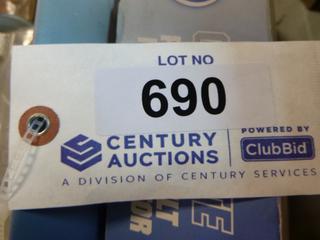 LOT NO
690
CENTURY
AUCTIONS
POWERED BY
ClubBid
A DIVISION OF CENTURY SERVICES